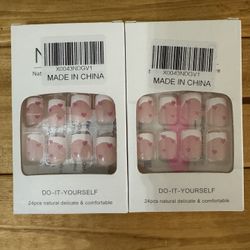 X0043NDGV1
MADE IN CHINA
DO-IT-YOURSELF
24pcs natural delicate & comfortable
X0043NDGV1
MADE IN CHINA
DO-IT-YOURSELF
24pcs natural delicate & comfortable